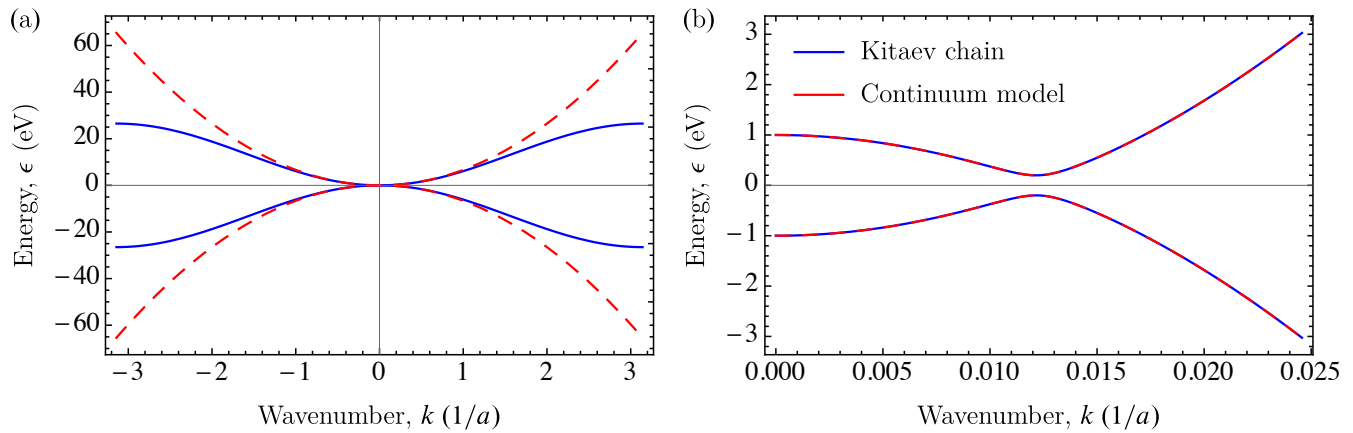 (a)
Energy, ϵ (eV)
60
40
20
0
−20
−40
−60
−3 −2 −1 0 1 2 3
Wavenumber, k (1/a)
(b)
Energy, ϵ (eV)
3
2
1
0
−1
−2
−3
Kitaev chain
Continuum model
0.000 0.005 0.010 0.015 0.020 0.025
Wavenumber, k (1/a)